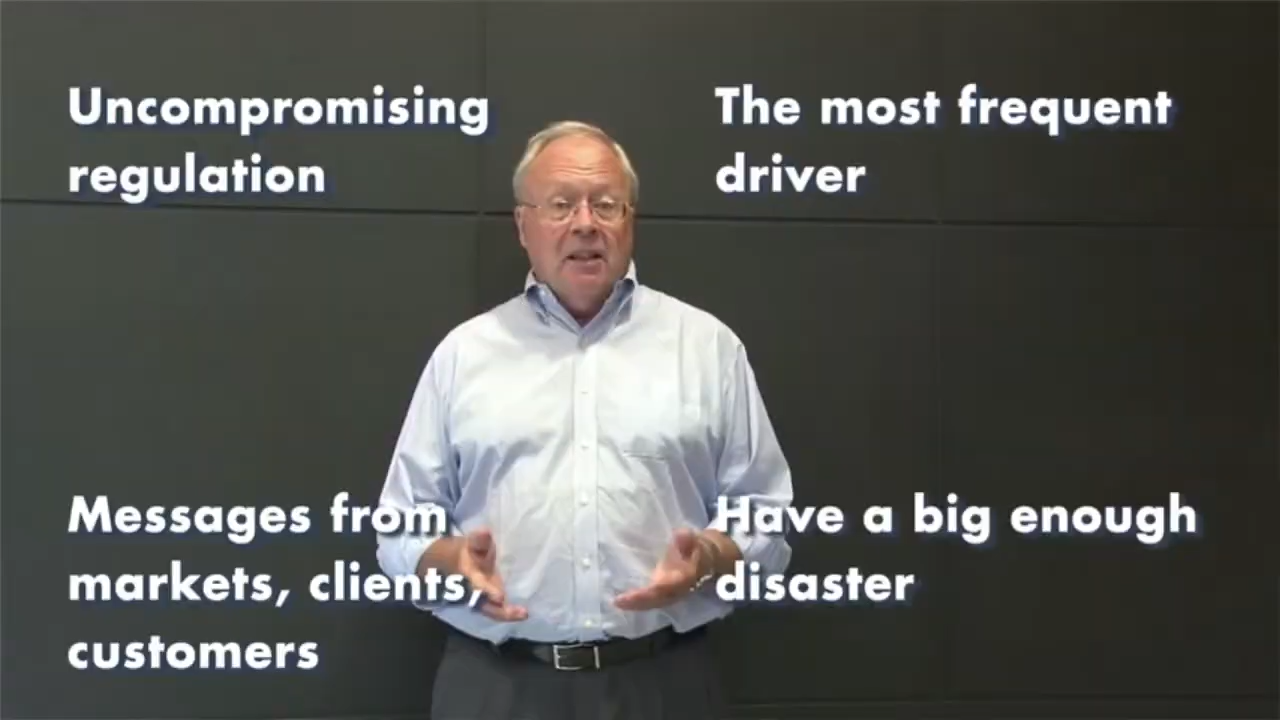 Uncompromising
regulation
The most frequent
driver
Messages from
markets, clients,
customers
Have a big enough
disaster